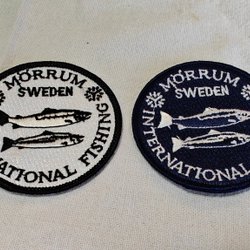 MÖRRUM
SWEDEN
NATIONAL FISHING
MÖRRUM
SWEDEN
INTERNATIONAL